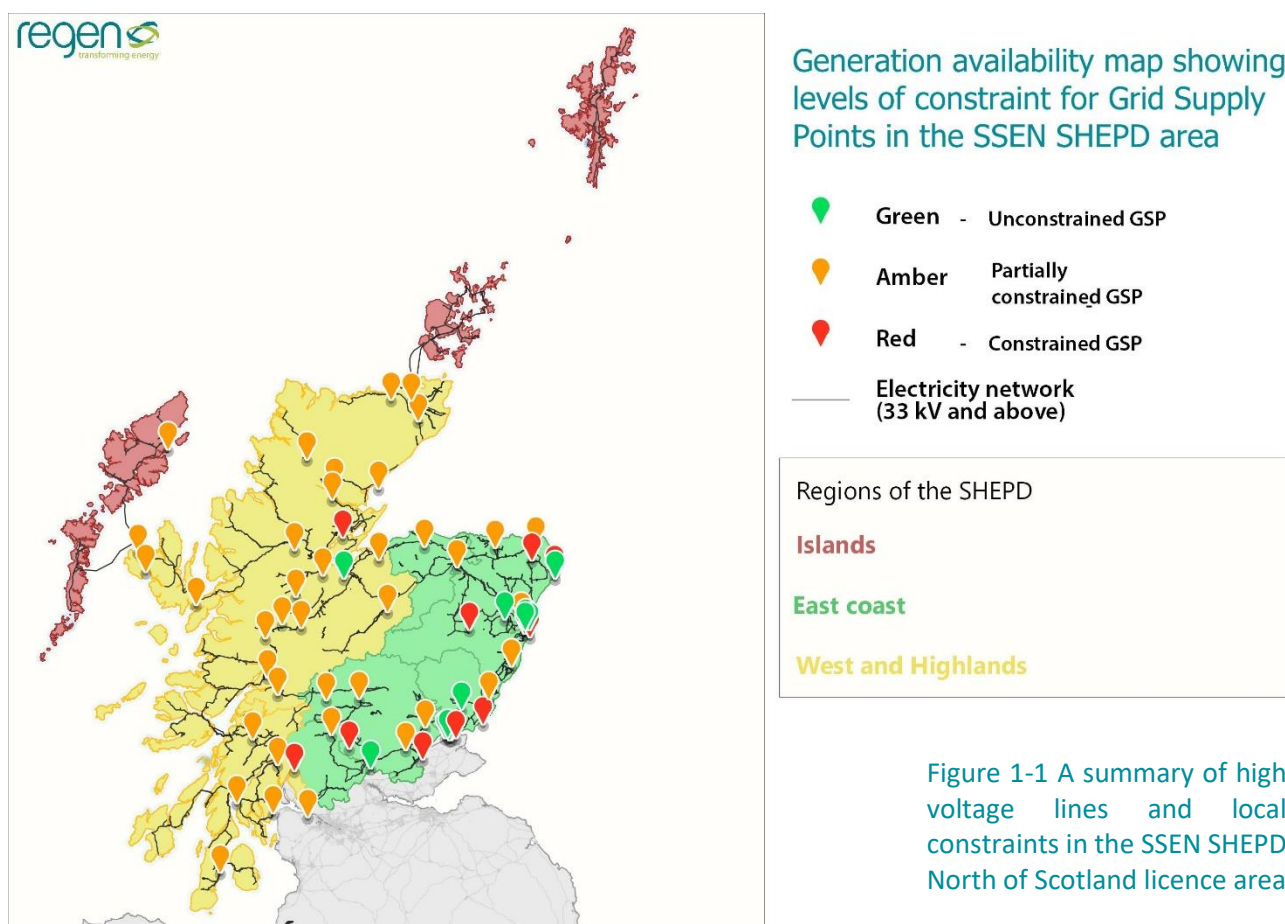 regen
transforming energy
Generation availability map showing
levels of constraint for Grid Supply
Points in the SSEN SHEPD area
Green - Unconstrained GSP
Amber Partially
constrained GSP
Red - Constrained GSP
Electricity network
(33 kV and above)
Regions of the SHEPD
Islands
East coast
West and Highlands
Figure 1-1 A summary of high
voltage lines and local
constraints in the SSEN SHEPD
North of Scotland licence area